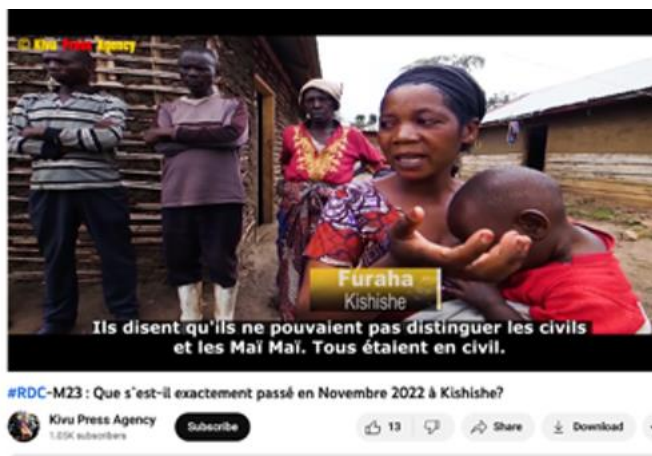 © Kivu Press Agency
Furaha
Kishishe
Ils disent qu'ils ne pouvaient pas distinguer les civils
et les Maï Maï. Tous étaient en civil.
#RDC-M23 : Que s'est-il exactement passé en Novembre 2022 à Kishishe?
Kivu Press Agency
1.05K subscribers
Subscribe
13
Share
Download